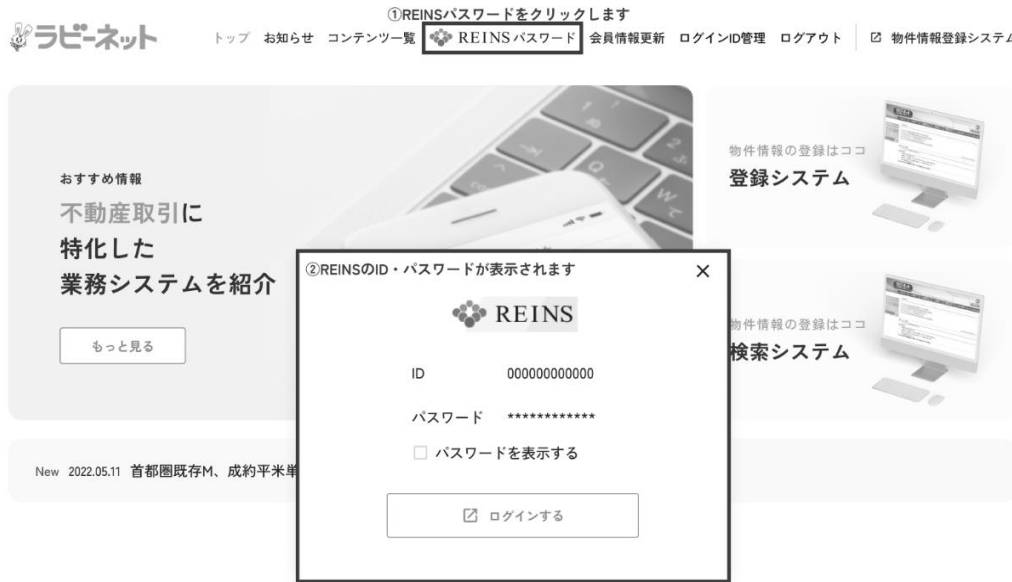 ①REINSパスワードをクリックします
ラビーネット
トップ お知らせ コンテンツ一覧 REINSパスワード 会員情報更新 ログインID管理 ログアウト 物件情報登録システム
おすすめ情報
不動産取引に
特化した
業務システムを紹介
もっと見る
物件情報の登録はココ
登録システム
物件情報の登録はココ
検索システム
②REINSのID・パスワードが表示されます
REINS
ID 000000000000
パスワード ************
パスワードを表示する
ログインする
New 2022.05.11 首都圏既存M、成約平米単